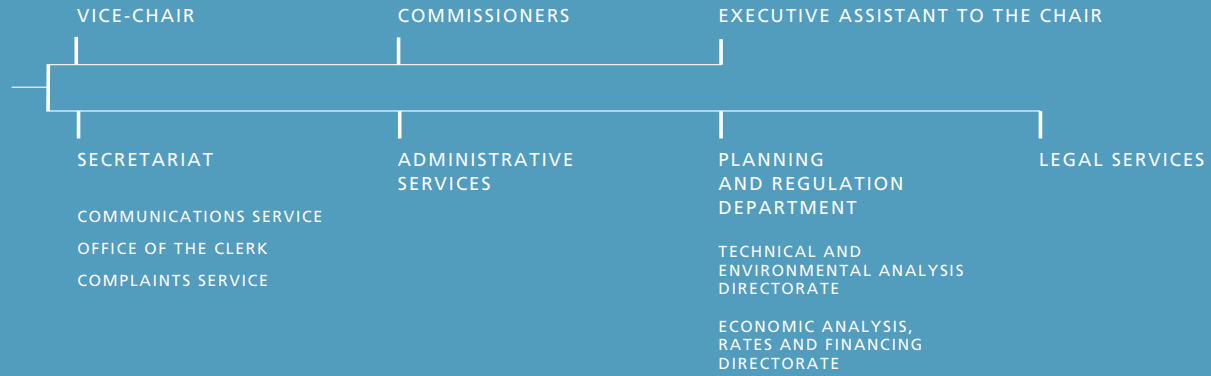 VICE-CHAIR
COMMISSIONERS
EXECUTIVE ASSISTANT TO THE CHAIR
SECRETARIAT
COMMUNICATIONS SERVICE
OFFICE OF THE CLERK
COMPLAINTS SERVICE
ADMINISTRATIVE
SERVICES
PLANNING
AND REGULATION
DEPARTMENT
TECHNICAL AND
ENVIRONMENTAL ANALYSIS
DIRECTORATE
ECONOMIC ANALYSIS,
RATES AND FINANCING
DIRECTORATE
LEGAL SERVICES